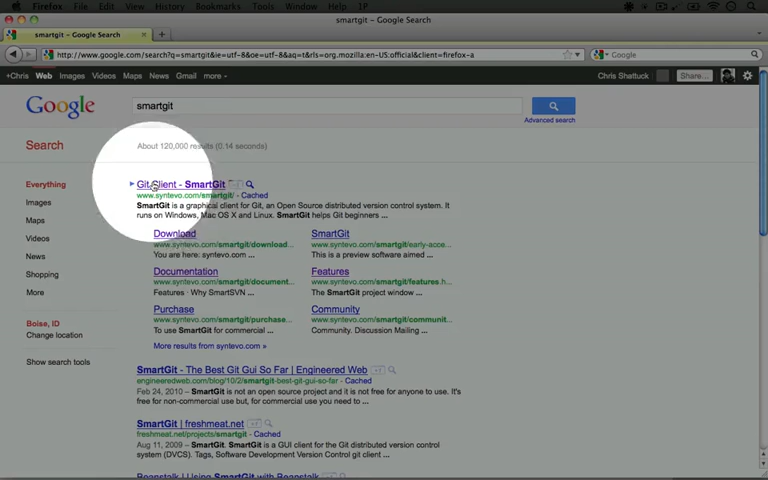 Firefox File Edit View History Bookmarks Tools Window Help IP
smartgit – Google Search
smartgit – Google Search
http://www.google.com/search?q=smartgit&ie=utf-8&oe=utf-8&aq=t&rls=org.mozilla:en-US:official&client=firefox-a
Google
+Chris Web Images Videos Maps News Gmail more
Chris Shattuck Share...
Google
smartgit
Advanced search
Search
About 120,000 results (0.14 seconds)
Everything
Images
Maps
Videos
News
Shopping
More
Boise, ID
Change location
Show search tools
Git Client - SmartGit
www.syntevo.com/smartgit/ - Cached
SmartGit is a graphical client for Git, an Open Source distributed version control system. It
runs on Windows, Mac OS X and Linux. SmartGit helps Git beginners ...
Download
www.syntevo.com/smartgit/download...
You are here: syntevo.com ...
SmartGit
www.syntevo.com/smartgit/early-acce...
This is a preview software aimed ...
Documentation
www.syntevo.com/smartgit/document...
Features · Why SmartSVN ...
Features
www.syntevo.com/smartgit/features.h...
The SmartGit project window ...
Purchase
www.syntevo.com/smartgit/purchase...
To use SmartGit for commercial ...
Community
www.syntevo.com/smartgit/communit...
Community. Discussion Mailing ...
More results from syntevo.com »
SmartGit - The Best Git Gui So Far | Engineered Web
engineeredweb.com/blog/10/2/smartgit-best-git-gui-so-far - Cached
Feb 24, 2010 – SmartGit is not an open source project and it is not free for anyone to use. It's
free for non-commercial use but, for commercial use you need to ...
SmartGit | freshmeat.net
freshmeat.net/projects/smartgit - Cached
Aug 11, 2009 – SmartGit. SmartGit is a GUI client for the Git distributed version control
system (DVCS). Tags, Software Development Version Control git client ...
Beanstalk | Using SmartGit with Beanstalk